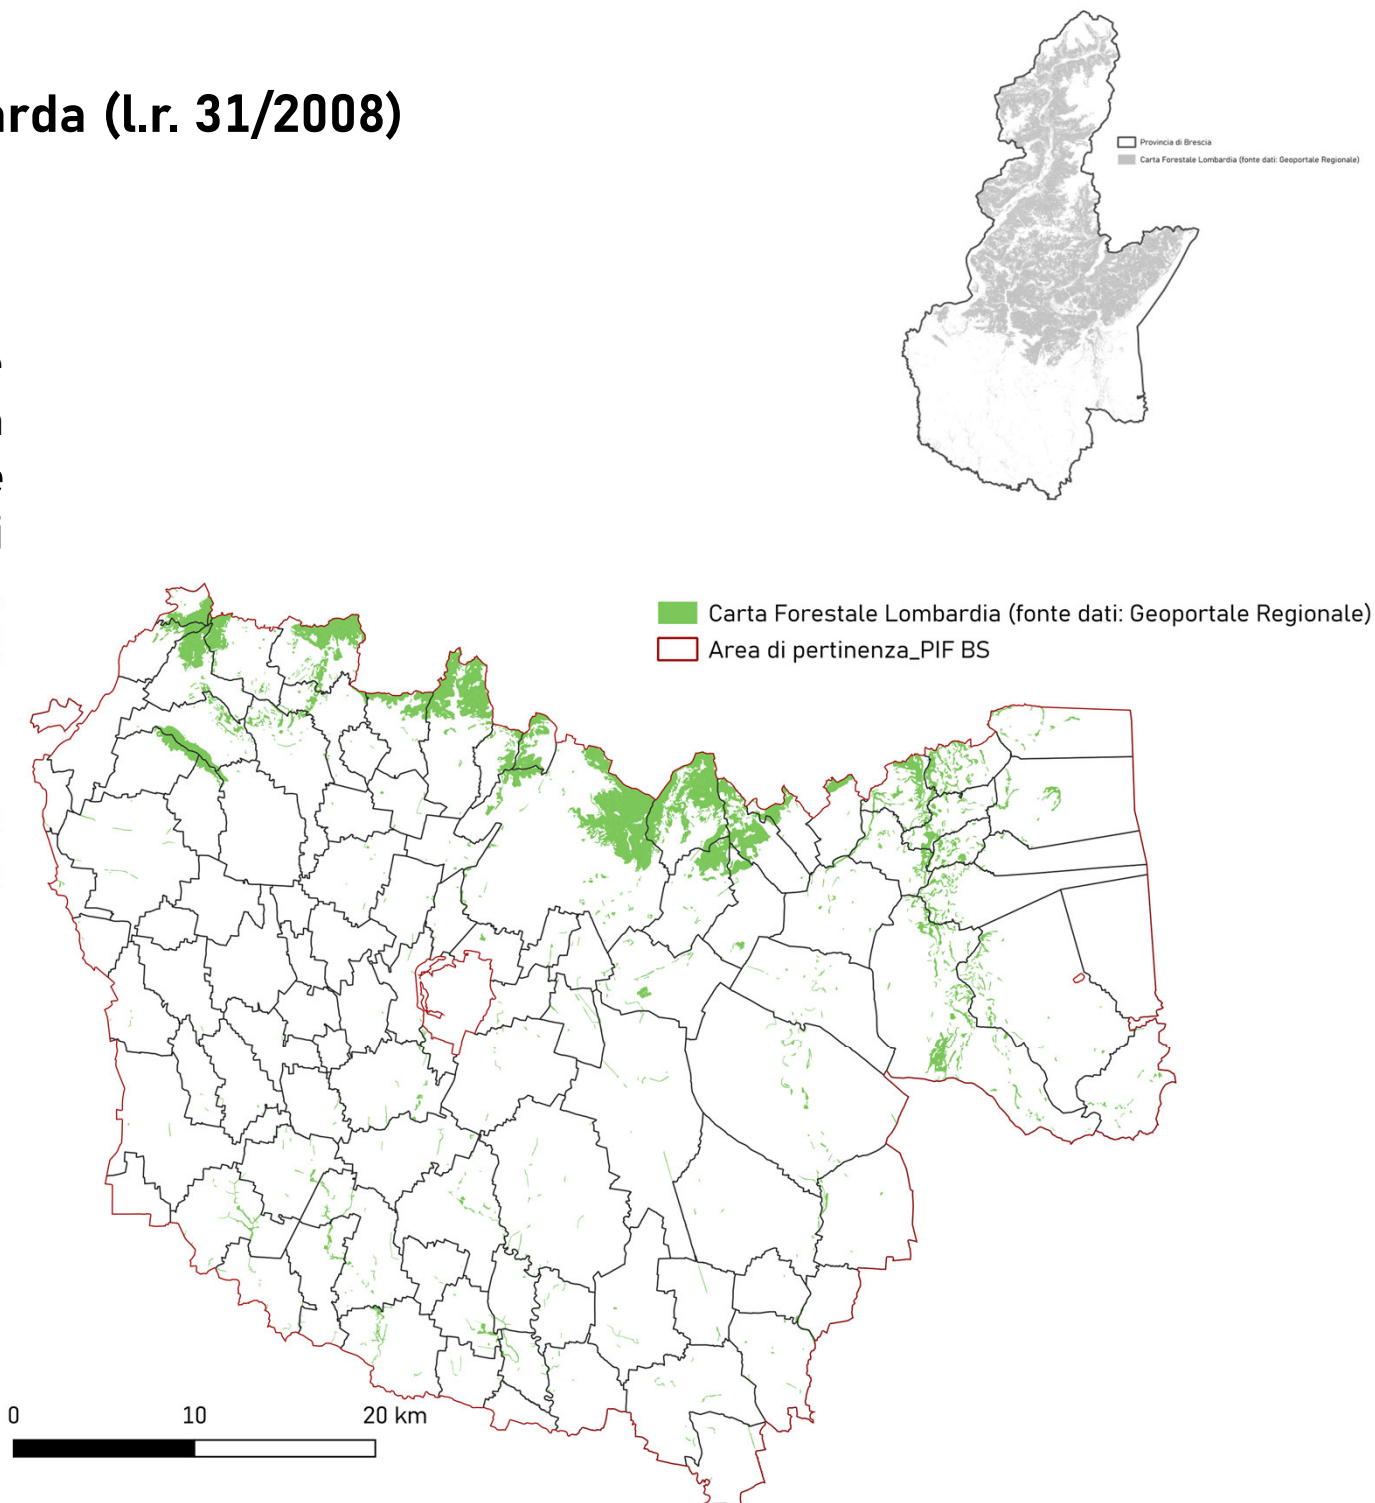 arda (l.r. 31/2008)
Provincia di Brescia
Carta Forestale Lombardia (fonte dati: Geoportale Regionale)
e
i
Carta Forestale Lombardia (fonte dati: Geoportale Regionale)
Area di pertinenza_PIF BS
0 10 20 km